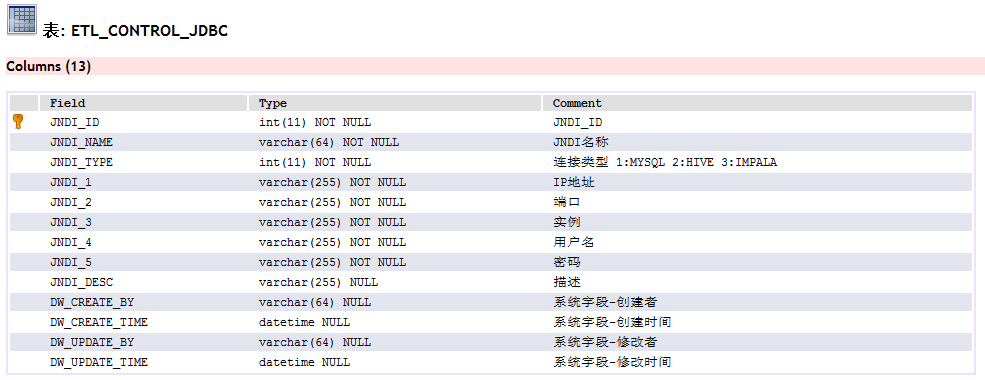 表: ETL_CONTROL_JDBC
Columns (13)
Field Type Comment
JNDI_ID int(11) NOT NULL JNDI_ID
JNDI_NAME varchar(64) NOT NULL JNDI名称
JNDI_TYPE int(11) NOT NULL 连接类型 1:MYSQL 2:HIVE 3:IMPALA
JNDI_1 varchar(255) NOT NULL IP地址
JNDI_2 varchar(255) NOT NULL 端口
JNDI_3 varchar(255) NOT NULL 实例
JNDI_4 varchar(255) NOT NULL 用户名
JNDI_5 varchar(255) NOT NULL 密码
JNDI_DESC varchar(255) NULL 描述
DW_CREATE_BY varchar(64) NULL 系统字段-创建者
DW_CREATE_TIME datetime NULL 系统字段-创建时间
DW_UPDATE_BY varchar(64) NULL 系统字段-修改者
DW_UPDATE_TIME datetime NULL 系统字段-修改时间